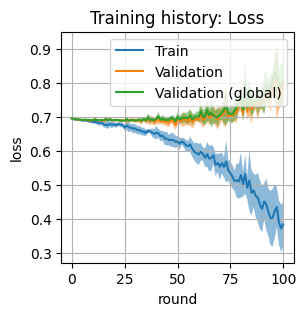 Training history: Loss
Train
Validation
Validation (global)
0.9
0.8
0.7
0.6
0.5
0.4
0.3
loss
0
25
50
75
100
round